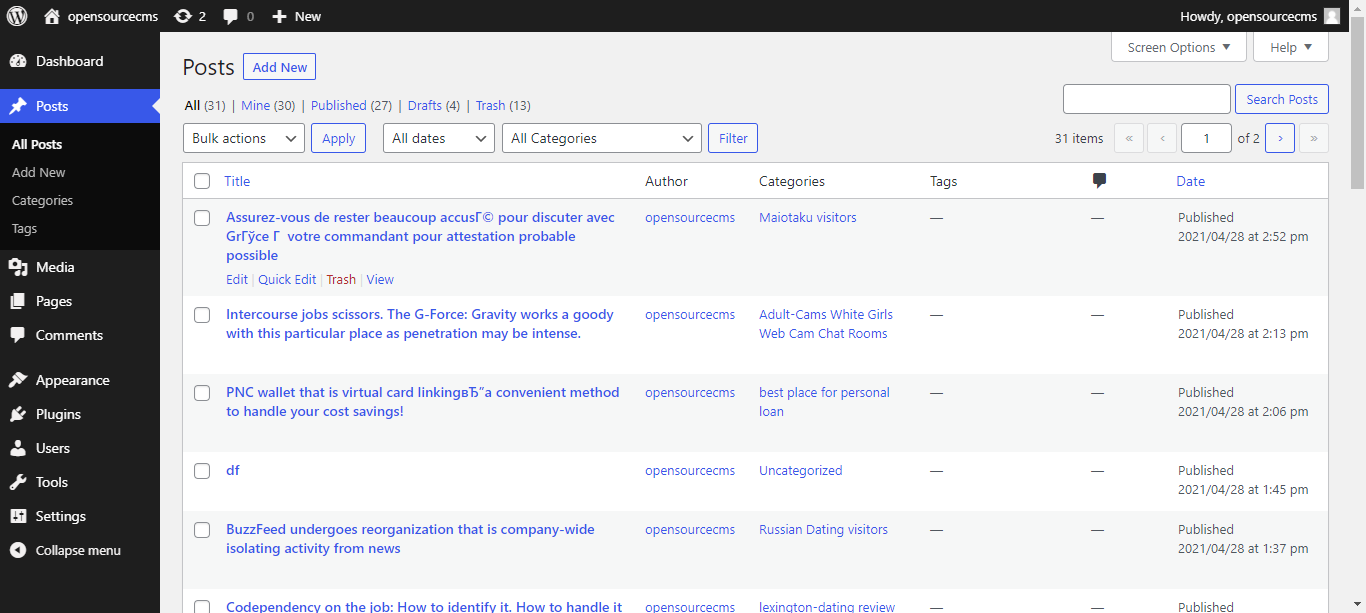 opensourcecms 2 0 New Howdy, opensourcecms
Dashboard
Posts
All Posts
Add New
Categories
Tags
Media
Pages
Comments
Appearance
Plugins
Users
Tools
Settings
Collapse menu
Screen Options ▼ Help ▼
Posts Add New
All (31) | Mine (30) | Published (27) | Drafts (4) | Trash (13)
Search Posts
Bulk actions Apply All dates All Categories Filter
31 items « ‹ 1 of 2 › »
Title Author Categories Tags Date
Assurez-vous de rester beaucoup accusГ© pour discuter avec opensourcecms Maiotaku visitors — — Published
GrГўce Г votre commandant pour attestation probable 2021/04/28 at 2:52 pm
possible
Edit | Quick Edit | Trash | View
Intercourse jobs scissors. The G-Force: Gravity works a goody opensourcecms Adult-Cams White Girls — — Published
with this particular place as penetration may be intense. Web Cam Chat Rooms 2021/04/28 at 2:13 pm
PNC wallet that is virtual card linkingвЂ“a convenient method opensourcecms best place for personal — — Published
to handle your cost savings! loan 2021/04/28 at 2:06 pm
df opensourcecms Uncategorized — — Published
2021/04/28 at 1:45 pm
BuzzFeed undergoes reorganization that is company-wide opensourcecms Russian Dating visitors — — Published
isolating activity from news 2021/04/28 at 1:37 pm
Codependency on the job: How to identify it. How to handle it opensourcecms lexington-dating review — — Published